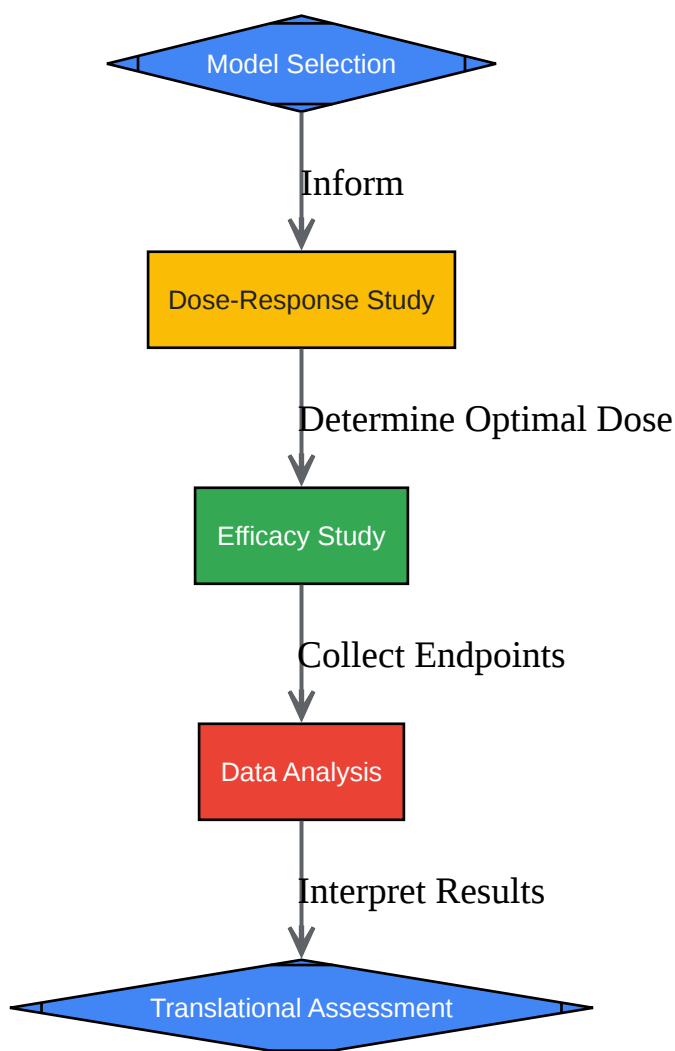 Model Selection
Inform
Dose-Response Study
Determine Optimal Dose
Efficacy Study
Collect Endpoints
Data Analysis
Interpret Results
Translational Assessment